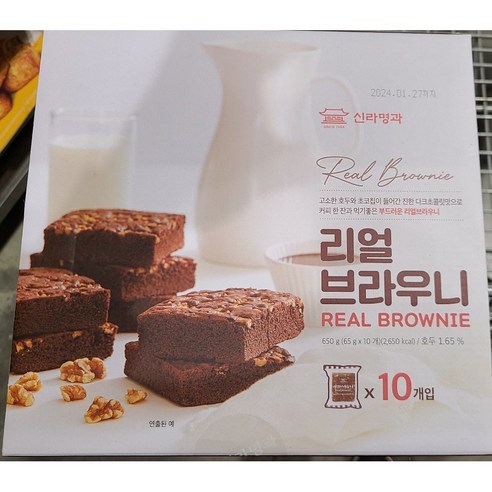 2024.01.27까지
신라명과
SINCE 1984
Real Brownie
고소한 호두와 초코칩이 들어간 진한 다크초콜릿맛으로
커피 한 잔과 먹기좋은 부드러운 리얼브라우니
리얼
브라우니
REAL BROWNIE
650 g (65 g x 10 개)(2,650 kcal) / 호두 1.65 %
x 10개입
연출된 예